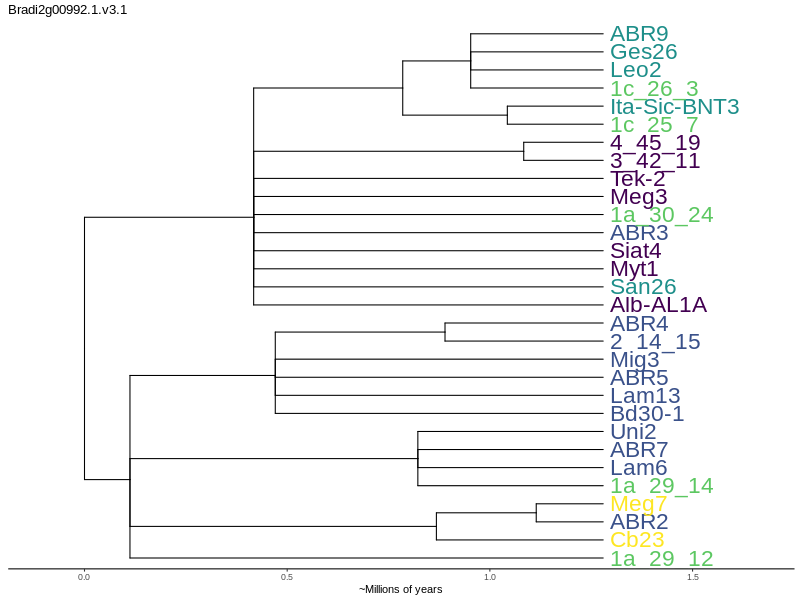 Bradi2g00992.1.v3.1
ABR9
Ges26
Leo2
1c_26_3
Ita-Sic-BNT3
1c_25_7
4_45_19
3_42_11
Tek-2
Meg3
1a_30_24
ABR3
Siat4
Myt1
San26
Alb-AL1A
ABR4
2_14_15
Mig3
ABR5
Lam13
Bd30-1
Uni2
ABR7
Lam6
1a_29_14
Meg7
ABR2
Cb23
1a_29_12
0.0 0.5 1.0 1.5
~Millions of years